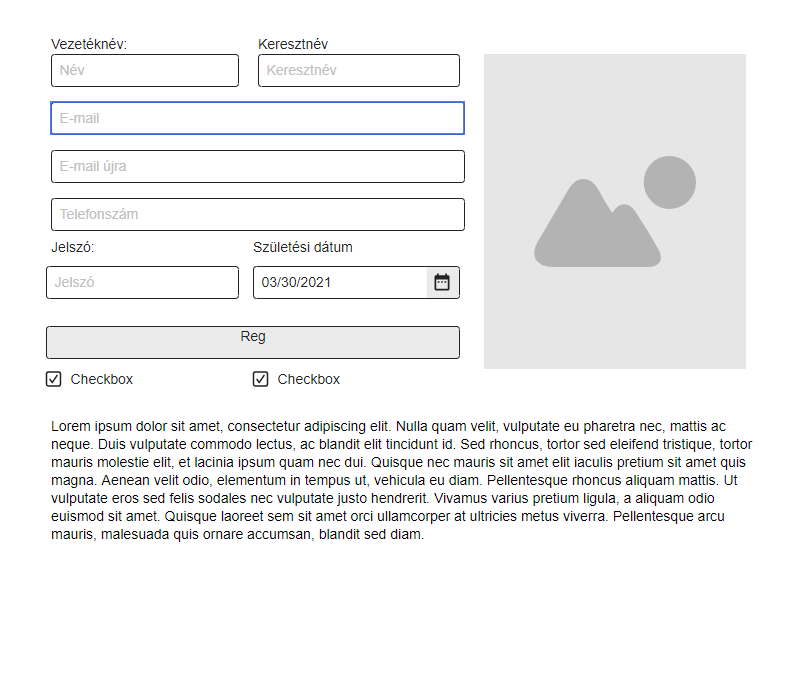 Vezetéknév: Keresztnév
Név Keresztnév
E-mail
E-mail újra
Telefonszám
Jelszó: Születési dátum
Jelszó 03/30/2021
Reg
Checkbox Checkbox
Lorem ipsum dolor sit amet, consectetur adipiscing elit. Nulla quam velit, vulputate eu pharetra nec, mattis ac
neque. Duis vulputate commodo lectus, ac blandit elit tincidunt id. Sed rhoncus, tortor sed eleifend tristique, tortor
mauris molestie elit, et lacinia ipsum quam nec dui. Quisque nec mauris sit amet elit iaculis pretium sit amet quis
magna. Aenean velit odio, elementum in tempus ut, vehicula eu diam. Pellentesque rhoncus aliquam mattis. Ut
vulputate eros sed felis sodales nec vulputate justo hendrerit. Vivamus varius pretium ligula, a aliquam odio
euismod sit amet. Quisque laoreet sem sit amet orci ullamcorper at ultricies metus viverra. Pellentesque arcu
mauris, malesuada quis ornare accumsan, blandit sed diam.